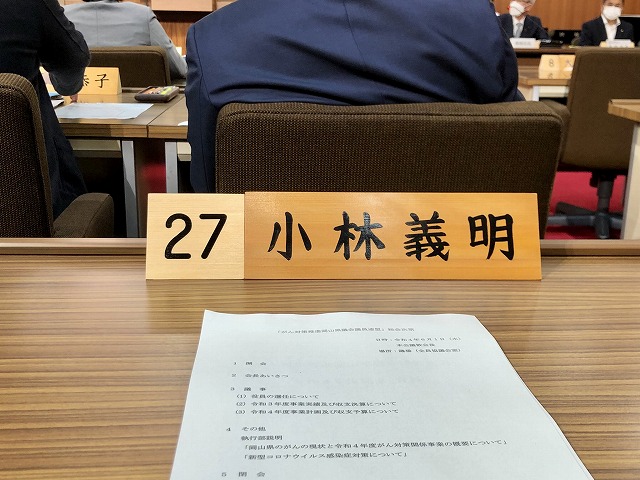 恭子
8
27 小林義明
「がん対策推進岡山県議会議員連盟」総会次第
日時：令和4年6月1日（水）
本会議散会後
場所：議場（全員協議会室）
1 開会
2 会長あいさつ
3 議事
(1) 役員の選任について
(2) 令和3年度事業実績及び収支決算について
(3) 令和4年度事業計画及び収支予算について
4 その他
執行部説明
「岡山県のがんの現状と令和4年度がん対策関係事業の概要について」
「新型コロナウイルス感染症対策について」
5 閉会